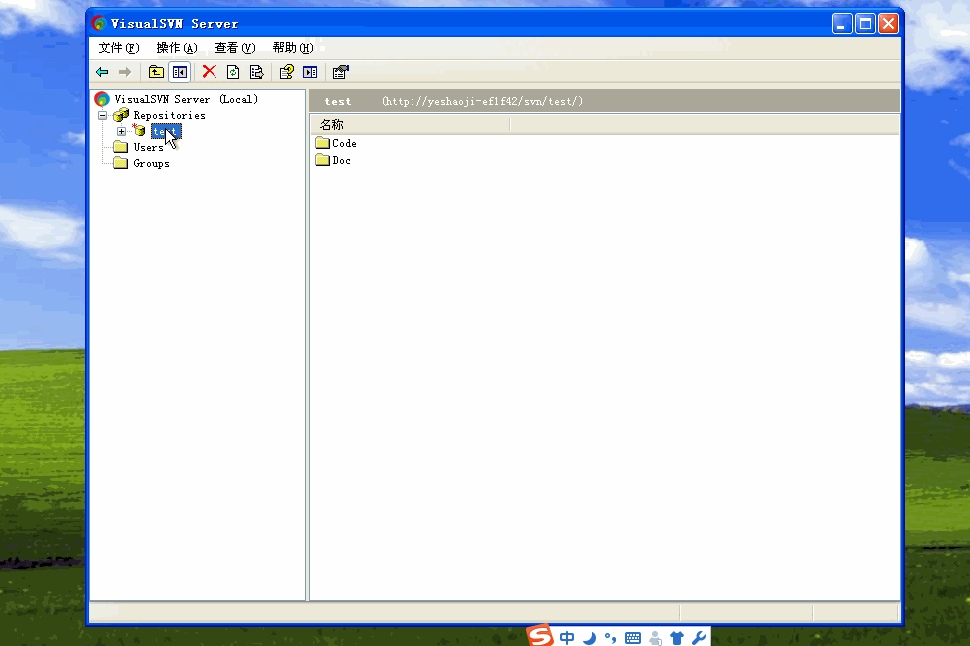 VisualSVN Server
文件(F) 操作(A) 查看(V) 帮助(H)
VisualSVN Server (Local)
Repositories
test
Users
Groups
test (http://yeshaoji-ef1f42/svn/test/)
名称
Code
Doc
中